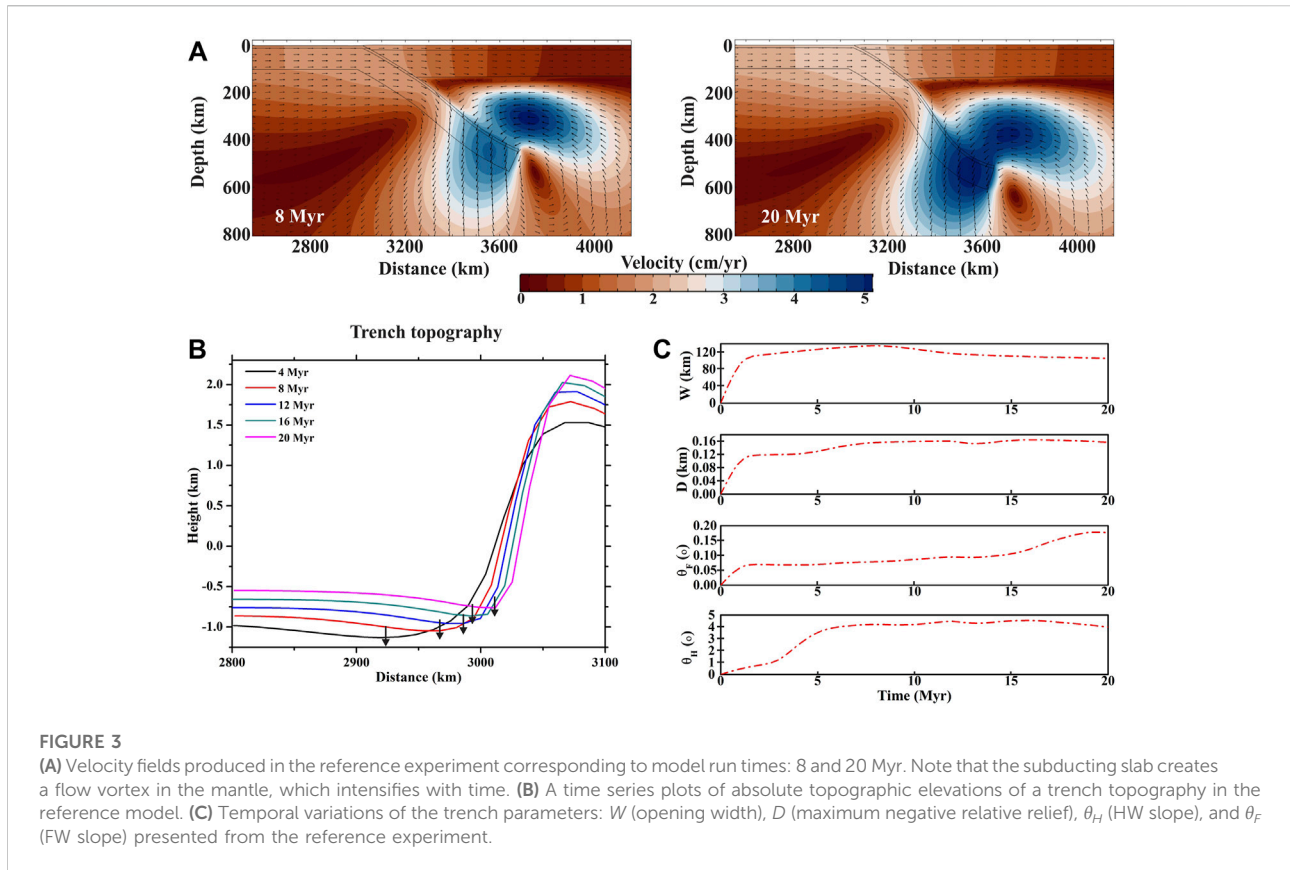 A
0
200
400
600
800
Depth (km)
8 Myr
2800
3200
3600
4000
Distance (km)
0
200
400
600
800
Depth (km)
20 Myr
2800
3200
3600
4000
Distance (km)
Velocity (cm/yr)
0
1
2
3
4
5
B
Trench topography
4 Myr
8 Myr
12 Myr
16 Myr
20 Myr
2.0
1.5
1.0
0.5
0.0
-0.5
-1.0
Height (km)
2800
2900
3000
3100
Distance (km)
C
120
80
40
0
W (km)
0
5
10
15
20
0.16
0.12
0.08
0.04
0.00
D (km)
0
5
10
15
20
0.20
0.15
0.10
0.05
0.00
θF (o)
0
5
10
15
20
5
4
3
2
1
0
θH (o)
0
5
10
15
20
Time (Myr)
FIGURE 3
(A) Velocity fields produced in the reference experiment corresponding to model run times: 8 and 20 Myr. Note that the subducting slab creates
a flow vortex in the mantle, which intensifies with time. (B) A time series plots of absolute topographic elevations of a trench topography in the
reference model. (C) Temporal variations of the trench parameters: W (opening width), D (maximum negative relative relief), θH (HW slope), and θF
(FW slope) presented from the reference experiment.